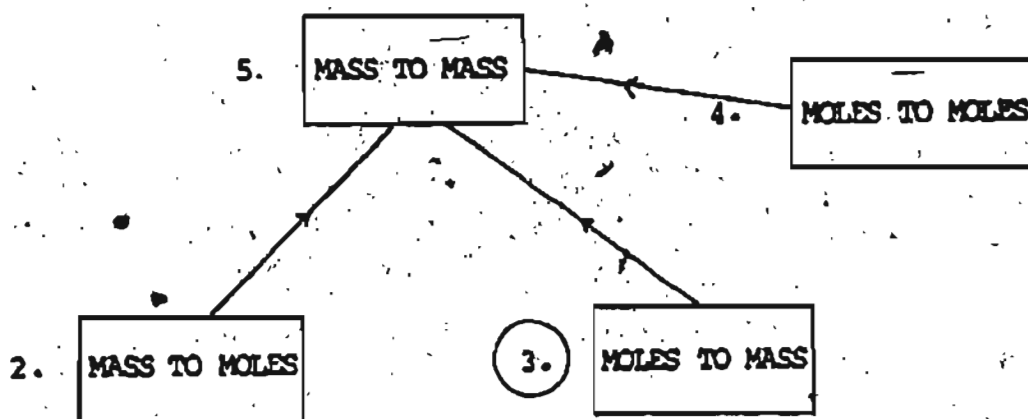 5. MASS TO MASS
4. MOLES TO MOLES
2. MASS TO MOLES
3. MOLES TO MASS